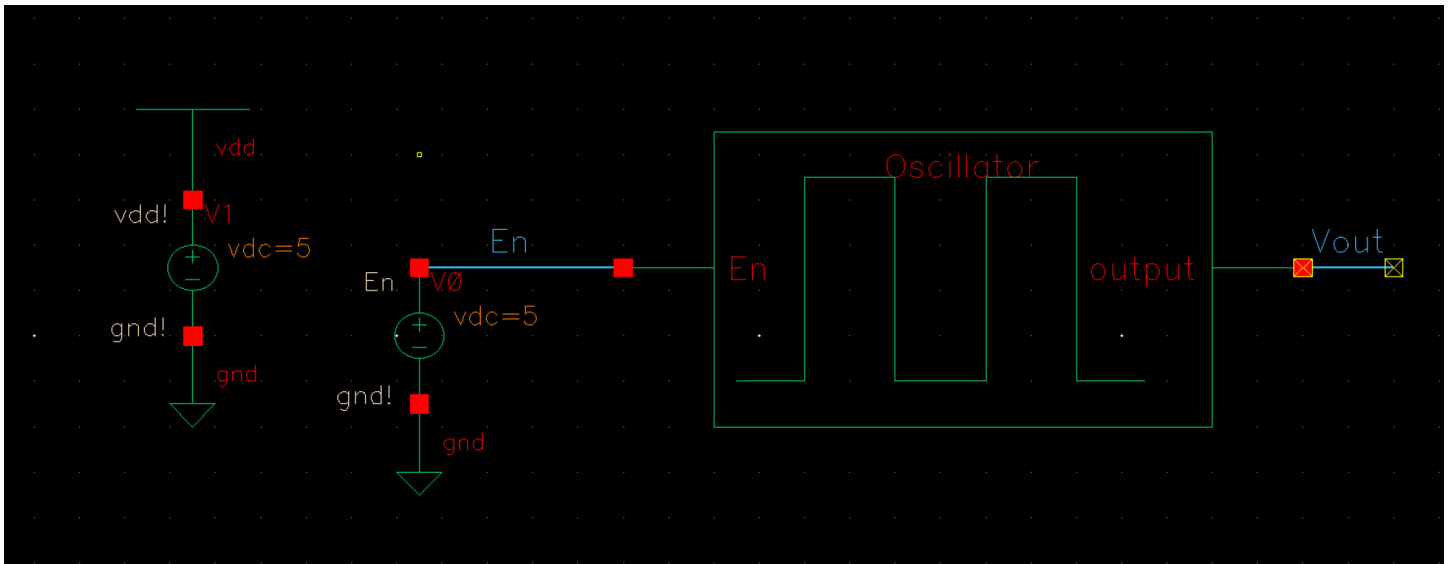 vdd
vdd!
V1
vdc=5
gnd!
gnd
En
En
V0
vdc=5
gnd!
gnd
Oscillator
En
output
Vout